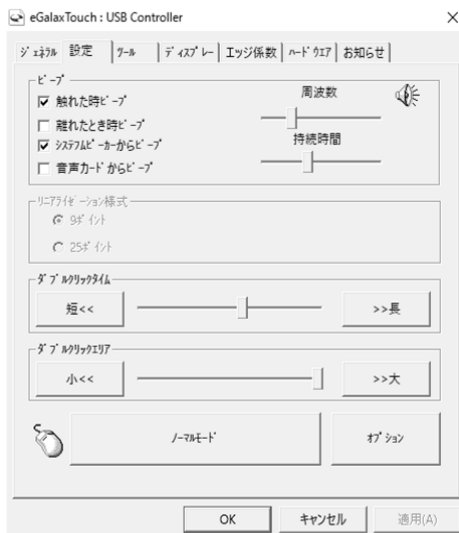 eGalaxTouch : USB Controller
ｼﾞｪﾈﾗﾙ 設定 ﾂｰﾙ ﾃﾞｨｽﾌﾟﾚｰ エッジ係数 ﾊｰﾄﾞｳｴｱ お知らせ
ﾋﾞｰﾌﾟ
触れた時ﾋﾞｰﾌﾟ
離れたとき時ﾋﾞｰﾌﾟ
ｼｽﾃﾌﾑﾋﾟｰｶｰからﾋﾞｰﾌﾟ
音声ｶｰﾄﾞからﾋﾞｰﾌﾟ
周波数
持続時間
ﾘﾆｱﾗｲｾﾞｰｼｮﾝ様式
9ﾎﾟｲﾝﾄ
25ﾎﾟｲﾝﾄ
ﾀﾞﾌﾞﾙｸﾘｯｸﾀｲﾑ
短<< >>長
ﾀﾞﾌﾞﾙｸﾘｯｸｴﾘｱ
小<< >>大
ﾉｰﾏﾙﾓｰﾄﾞ ｵﾌﾟｼｮﾝ
OK キャンセル 適用(A)